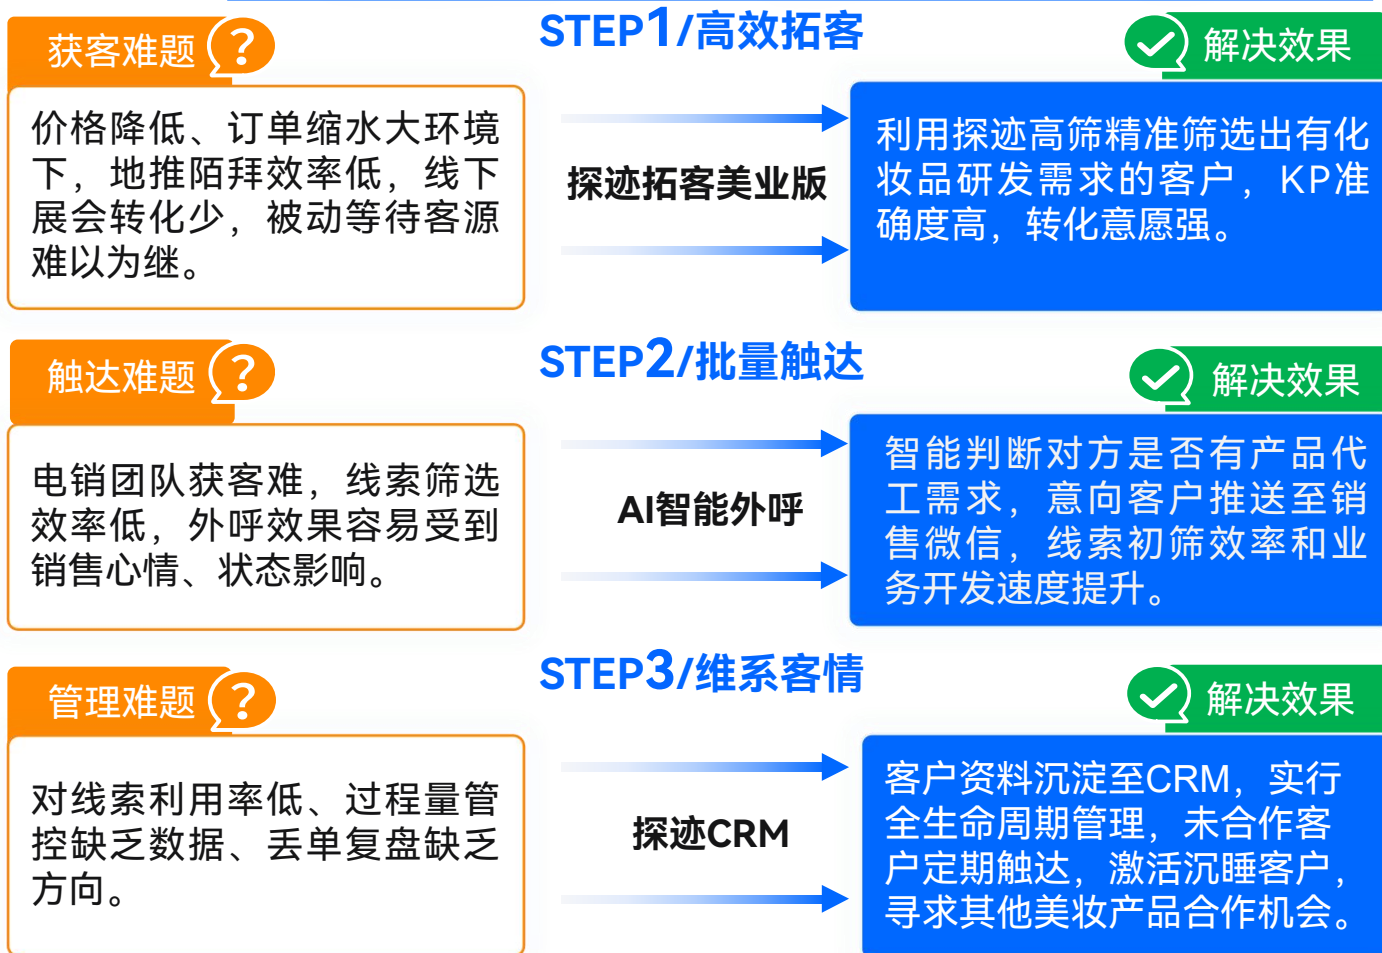 STEP1/高效拓客
获客难题
?
解决效果
价格降低、订单缩水大环境
下，地推陌拜效率低，线下
展会转化少，被动等待客源
难以为继。
探迹拓客美业版
利用探迹高筛精准筛选出有化
妆品研发需求的客户，KP准
确度高，转化意愿强。
STEP2/批量触达
触达难题
?
解决效果
电销团队获客难，线索筛选
效率低，外呼效果容易受到
销售心情、状态影响。
AI智能外呼
智能判断对方是否有产品代
工需求，意向客户推送至销
售微信，线索初筛效率和业
务开发速度提升。
STEP3/维系客情
管理难题
?
解决效果
对线索利用率低、过程量管
控缺乏数据、丢单复盘缺乏
方向。
探迹CRM
客户资料沉淀至CRM，实行
全生命周期管理，未合作客
户定期触达，激活沉睡客户，
寻求其他美妆产品合作机会。